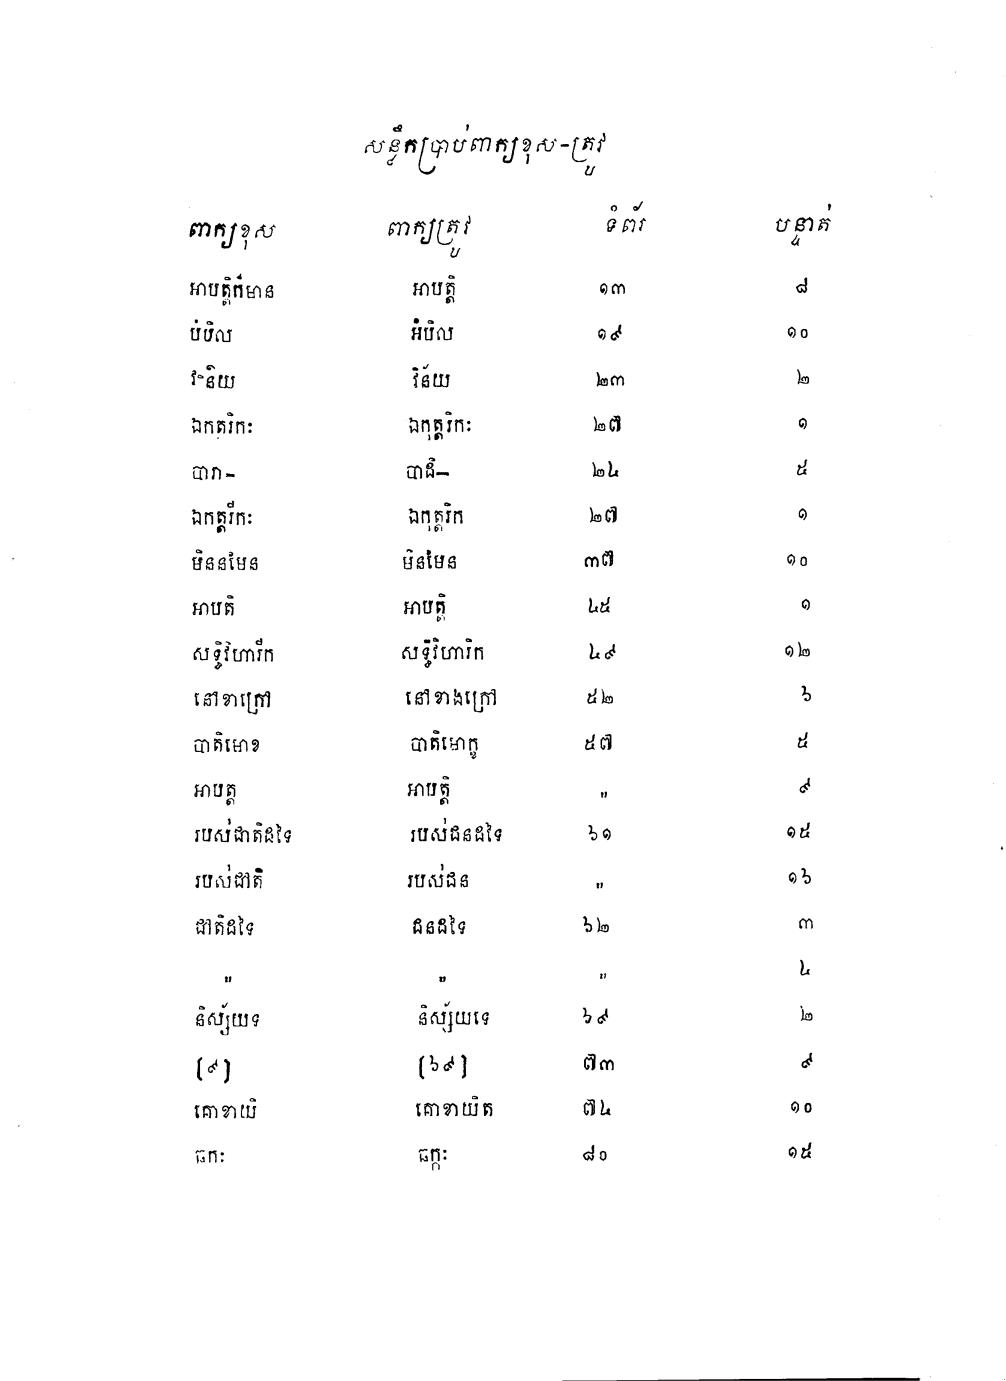 សន្ទឹកប្រាប់ពាក្យខុស-ត្រូវ
ពាក្យខុស ពាក្យត្រូវ ទំព័រ បន្ទាត់
អាបត្តិក៏មាន អាបត្តិ ១៣ ៨
បំបិល អំបិល ១៩ ១០
វិន៍យ វិន័យ ២៣ ២
ឯកតុរិកៈ ឯកុត្តរិកៈ ២៧ ១
បារា- បាដិ- ២៤ ៥
ឯកត្តរ៉ិកៈ ឯកុត្តរិក ២៧ ១
មិននមែន មិនមែន ៣៧ ១០
អាបតិ អាបត្តិ ៤៥ ១
សទ្ធិវិហារ៉ិក សទ្ធិវិហារិក ៤៩ ១២
នៅខាក្រៅ នៅខាងក្រៅ ៥២ ៦
បាតិមោខ បាតិមោក្ខ ៥៧ ៥
អាបត្ត អាបត្តិ " ៩
របស់ជាតិដទៃ របស់ជនដទៃ ៦១ ១៥
របស់ជាតិ របស់ជន " ១៦
ជាតិដទៃ ជនដទៃ ៦២ ៣
" " " ៤
និស្ស័យទ និស្ស័យទេ ៦៩ ២
(៩) (៦៩) ៧៣ ៩
គោខាយិ គោខាយិត ៧៤ ១០
ធកៈ ធក្កៈ ៨០ ១៥